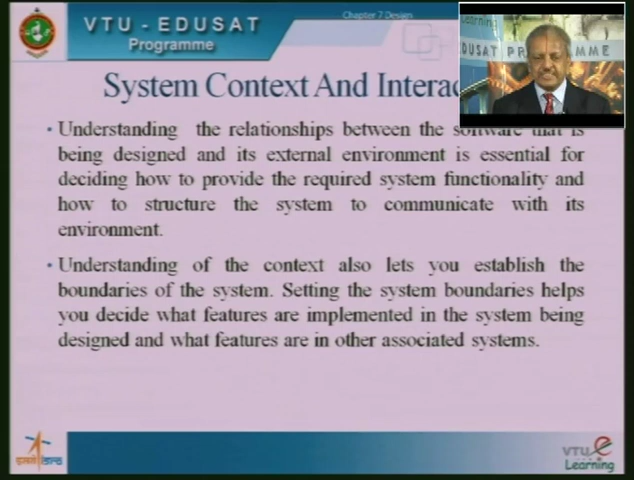 VTU - EDUSAT
Programme
Chapter 7 Design
Learning
EDUSAT PR MME
System Context And Interac
• Understanding the relationships between the software that is
being designed and its external environment is essential for
deciding how to provide the required system functionality and
how to structure the system to communicate with its
environment.
• Understanding of the context also lets you establish the
boundaries of the system. Setting the system boundaries helps
you decide what features are implemented in the system being
designed and what features are in other associated systems.
VTU e
Learning